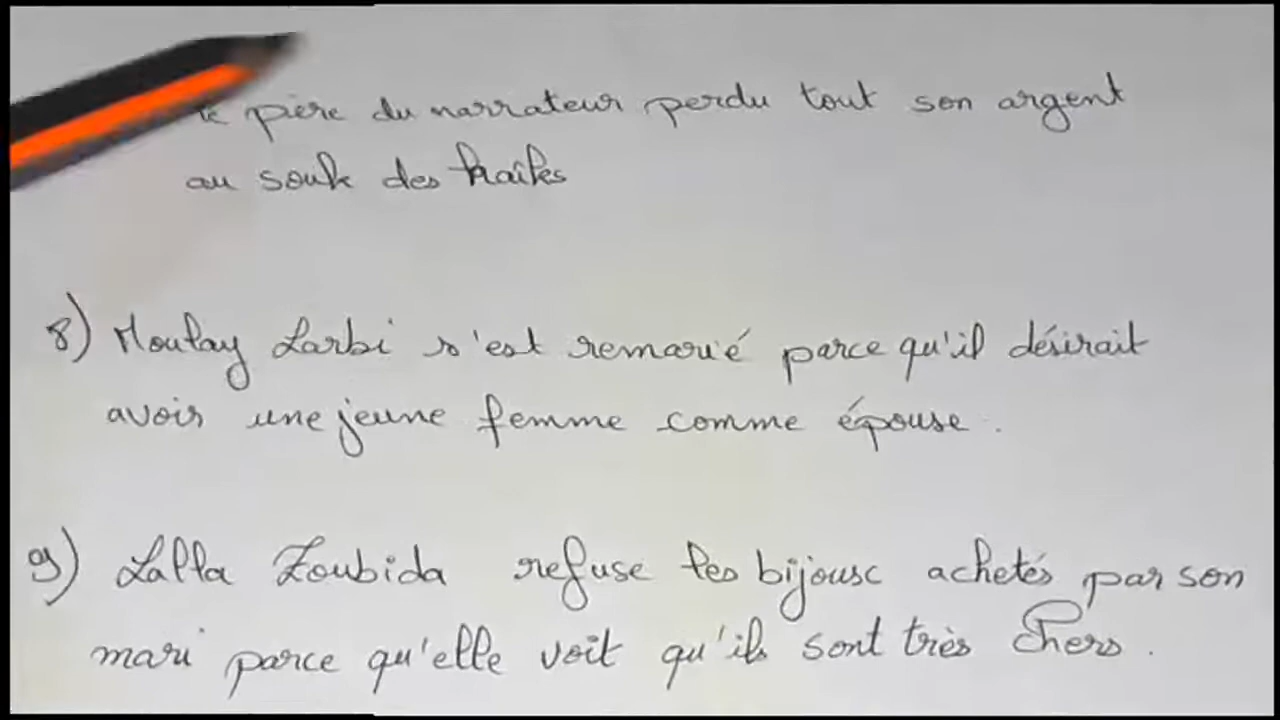 le père du narrateur perdu tout son argent
au souk des haïks
8) Moulay Larbi s'est remarié parce qu'il désirait
avoir une jeune femme comme épouse.
9) Lalla Zoubida refuse les bijoux achetés par son
mari parce qu'elle voit qu'ils sont très chers.